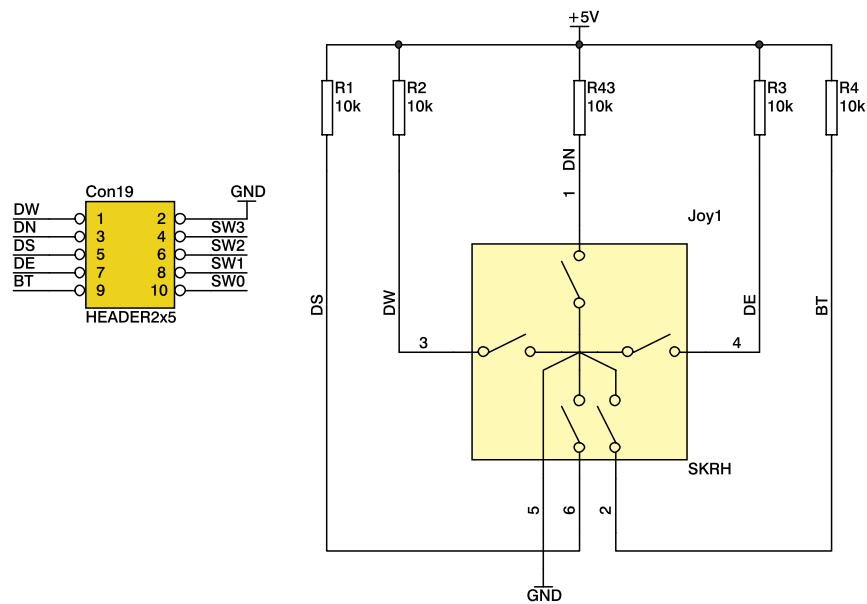 +5V
R1
10k
R2
10k
R43
10k
R3
10k
R4
10k
DN
1
Con19
GND
DW
1
2
DN
3
4
SW3
DS
5
6
SW2
DE
7
8
SW1
BT
9
10
SW0
HEADER2x5
Joy1
DS
DW
DE
BT
3
4
SKRH
5
6
2
GND